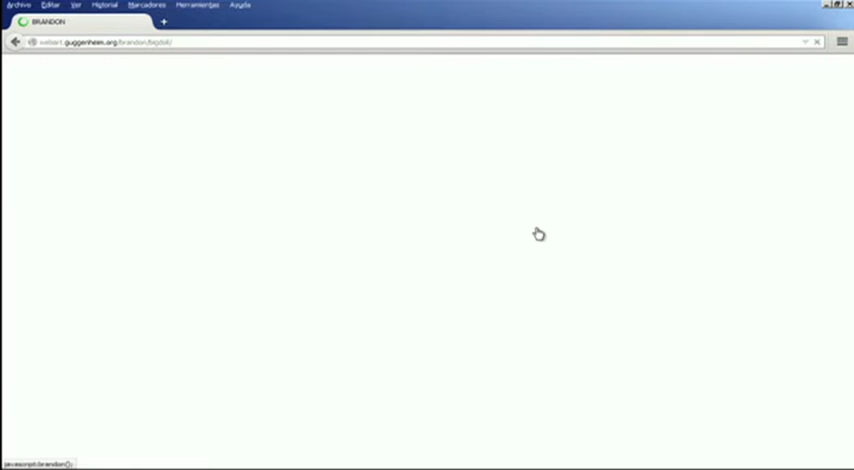 Archivo Editar Ver Historial Marcadores Herramientas Ayuda
BRANDON
webart.guggenheim.org/brandon/bigdoll/
javascript:brandon();